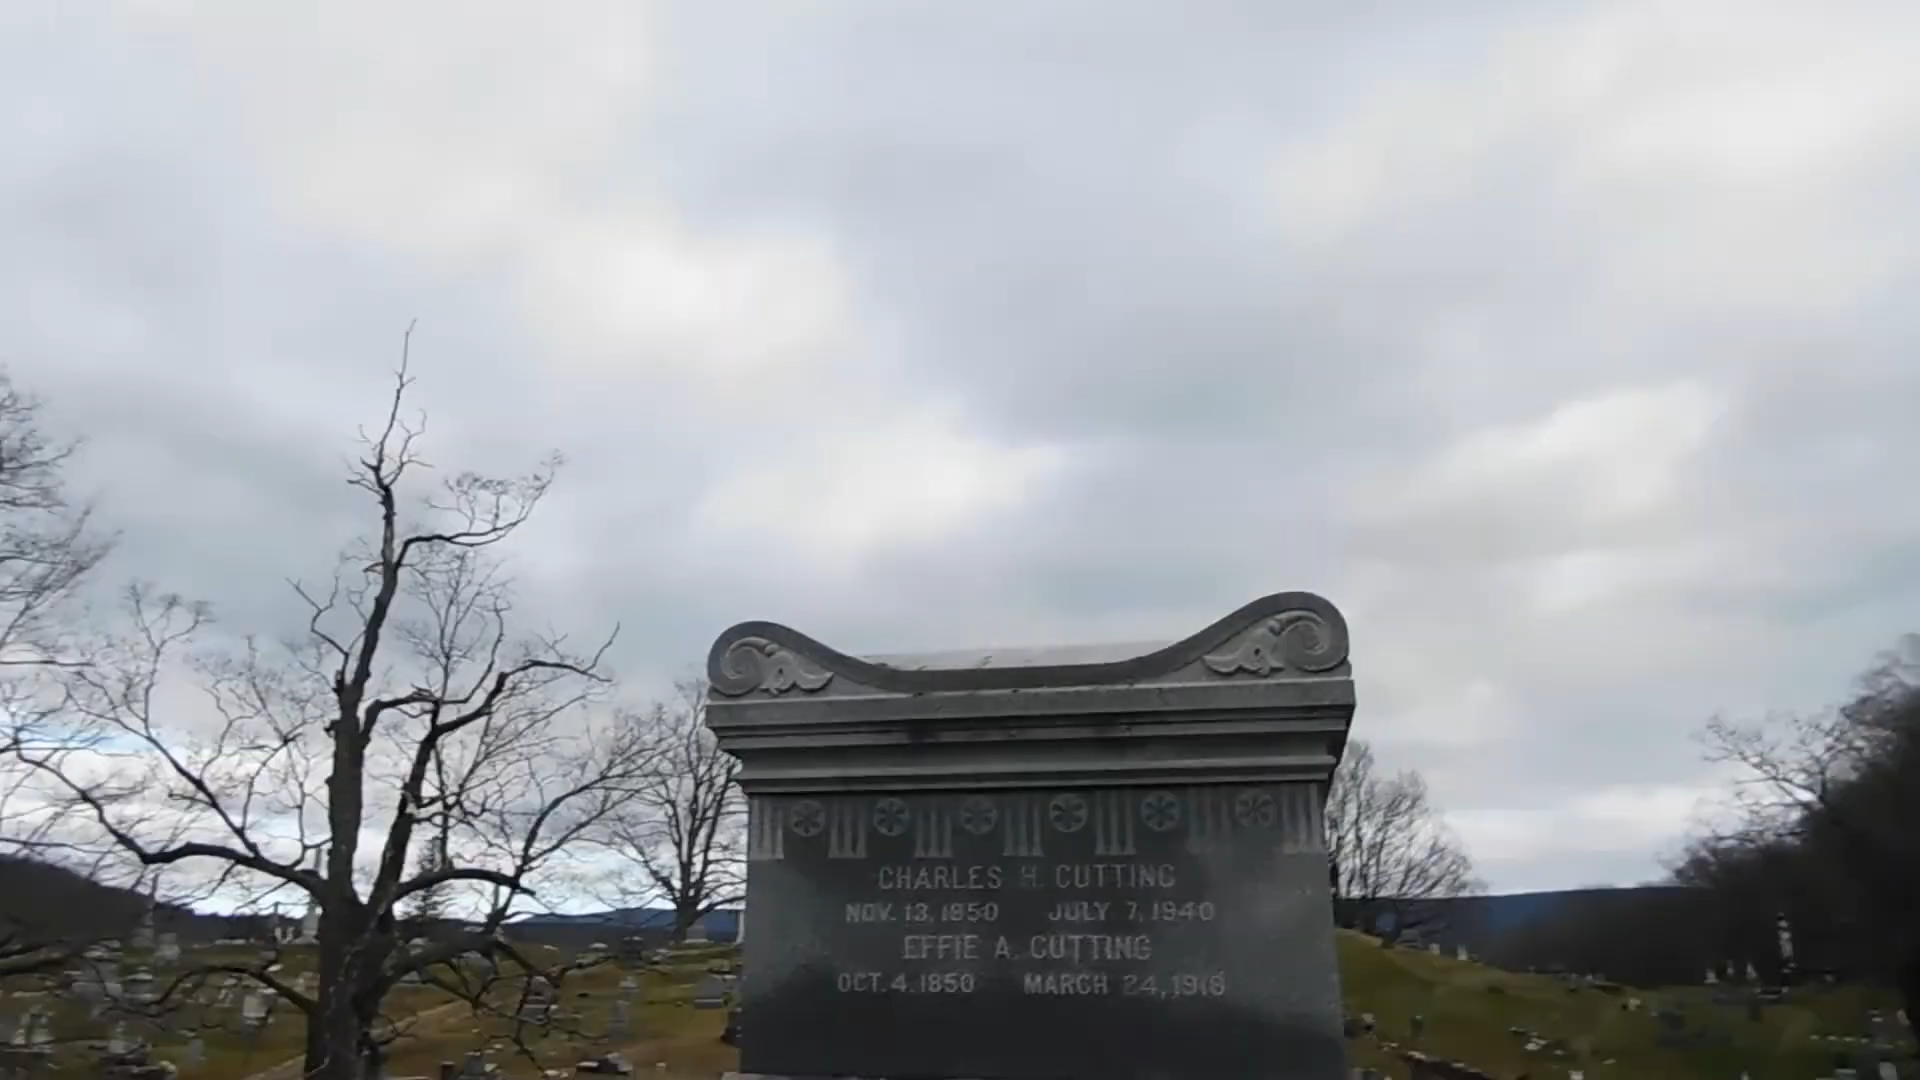 CHARLES H. CUTTING
NOV. 13, 1850 JULY 7, 1940
EFFIE A. CUTTING
OCT. 4, 1850 MARCH 24, 1918